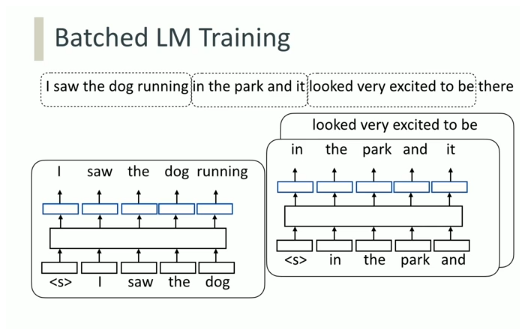 Batched LM Training
I saw the dog running in the park and it looked very excited to be there
looked very excited to be
in the park and it
I saw the dog running
<s> in the park and
<s> I saw the dog